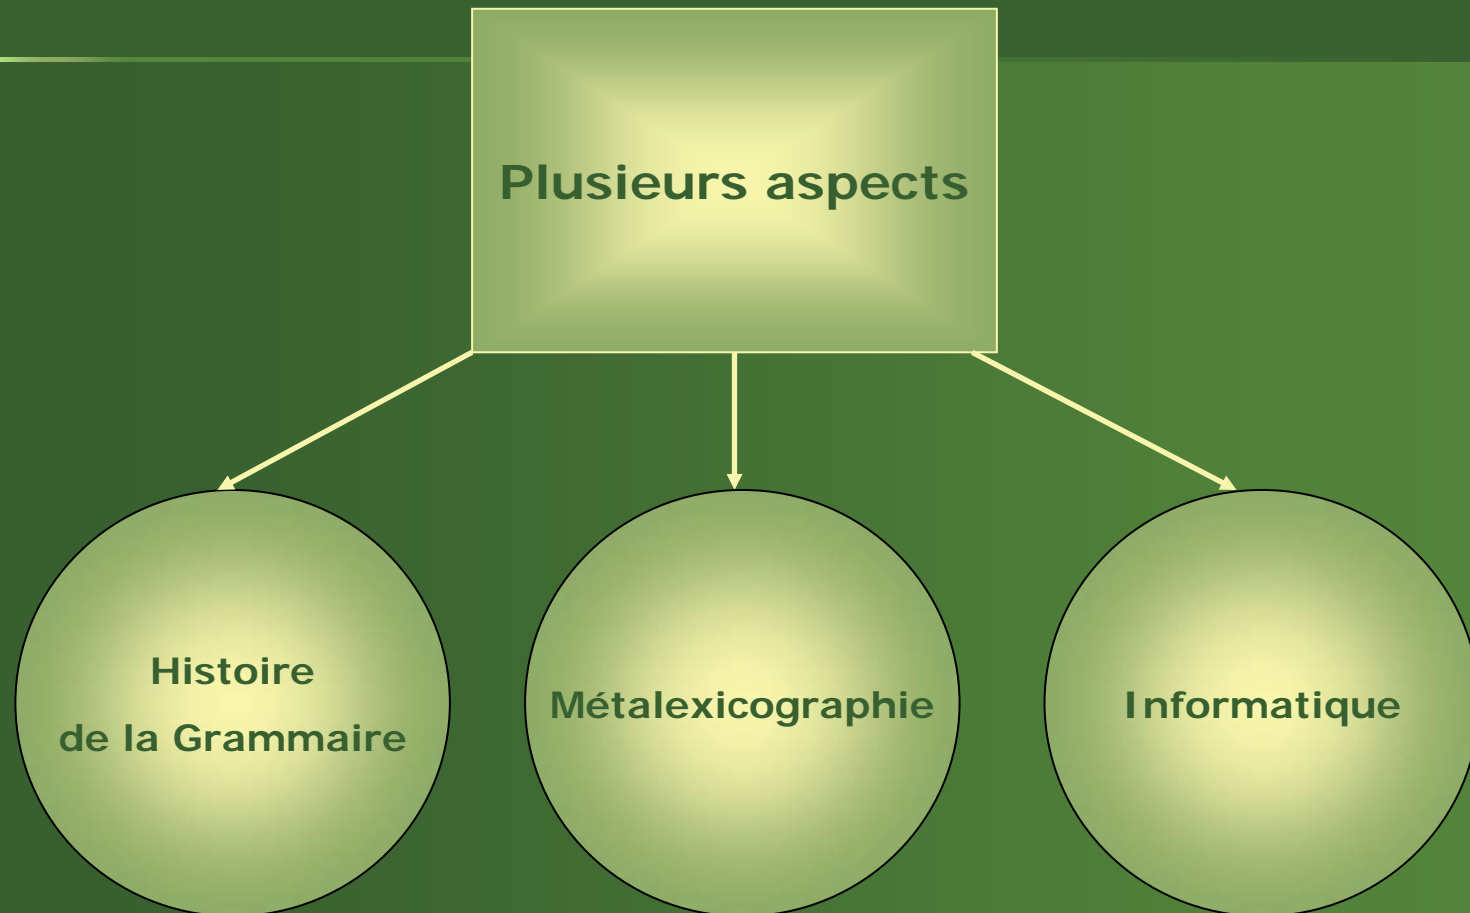 Plusieurs aspects
Histoire
de la Grammaire
Métalexicographie
Informatique